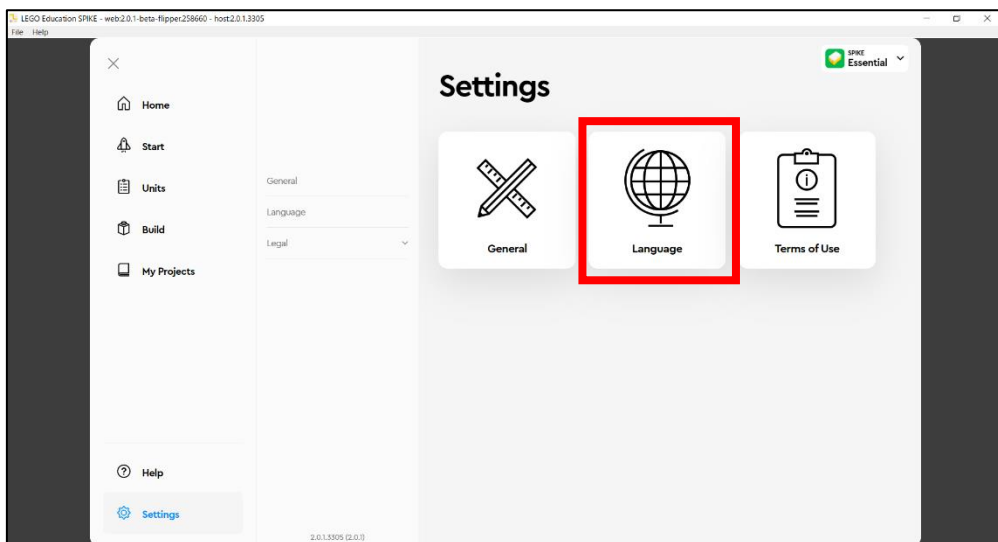 LEGO Education SPIKE - web:2.0.1-beta-flipper.258660 - host:2.0.1.3305
File Help
SPIKE
Essential
Settings
Home
Start
Units
Build
My Projects
General
Language
Legal
General
Language
Terms of Use
Help
Settings
2.0.1.3305 (2.0.1)